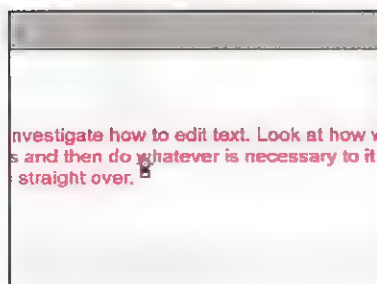 nvestigate how to edit text. Look at how
s and then do whatever is necessary to it
straight over.